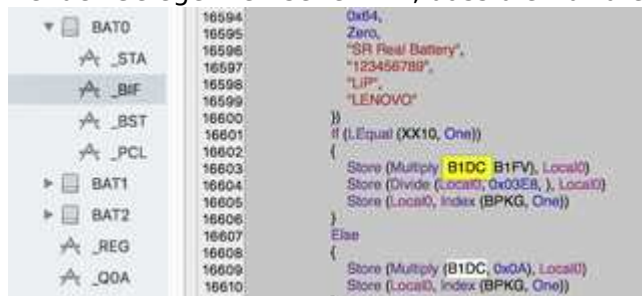 BAT0
_STA
_BIF
_BST
_PCL
BAT1
BAT2
_REG
_Q0A
16594 0x64,
16595 Zero,
16596 "SR Real Battery",
16597 "123456789",
16598 "LiP",
16599 "LENOVO"
16600 })
16601 If (LEqual (XX10, One))
16602 {
16603 Store (Multiply (B1DC, B1FV), Local0)
16604 Store (Divide (Local0, 0x03E8, ), Local0)
16605 Store (Local0, Index (BPKG, One))
16606 }
16607 Else
16608 {
16609 Store (Multiply (B1DC, 0x0A), Local0)
16610 Store (Local0, Index (BPKG, One))